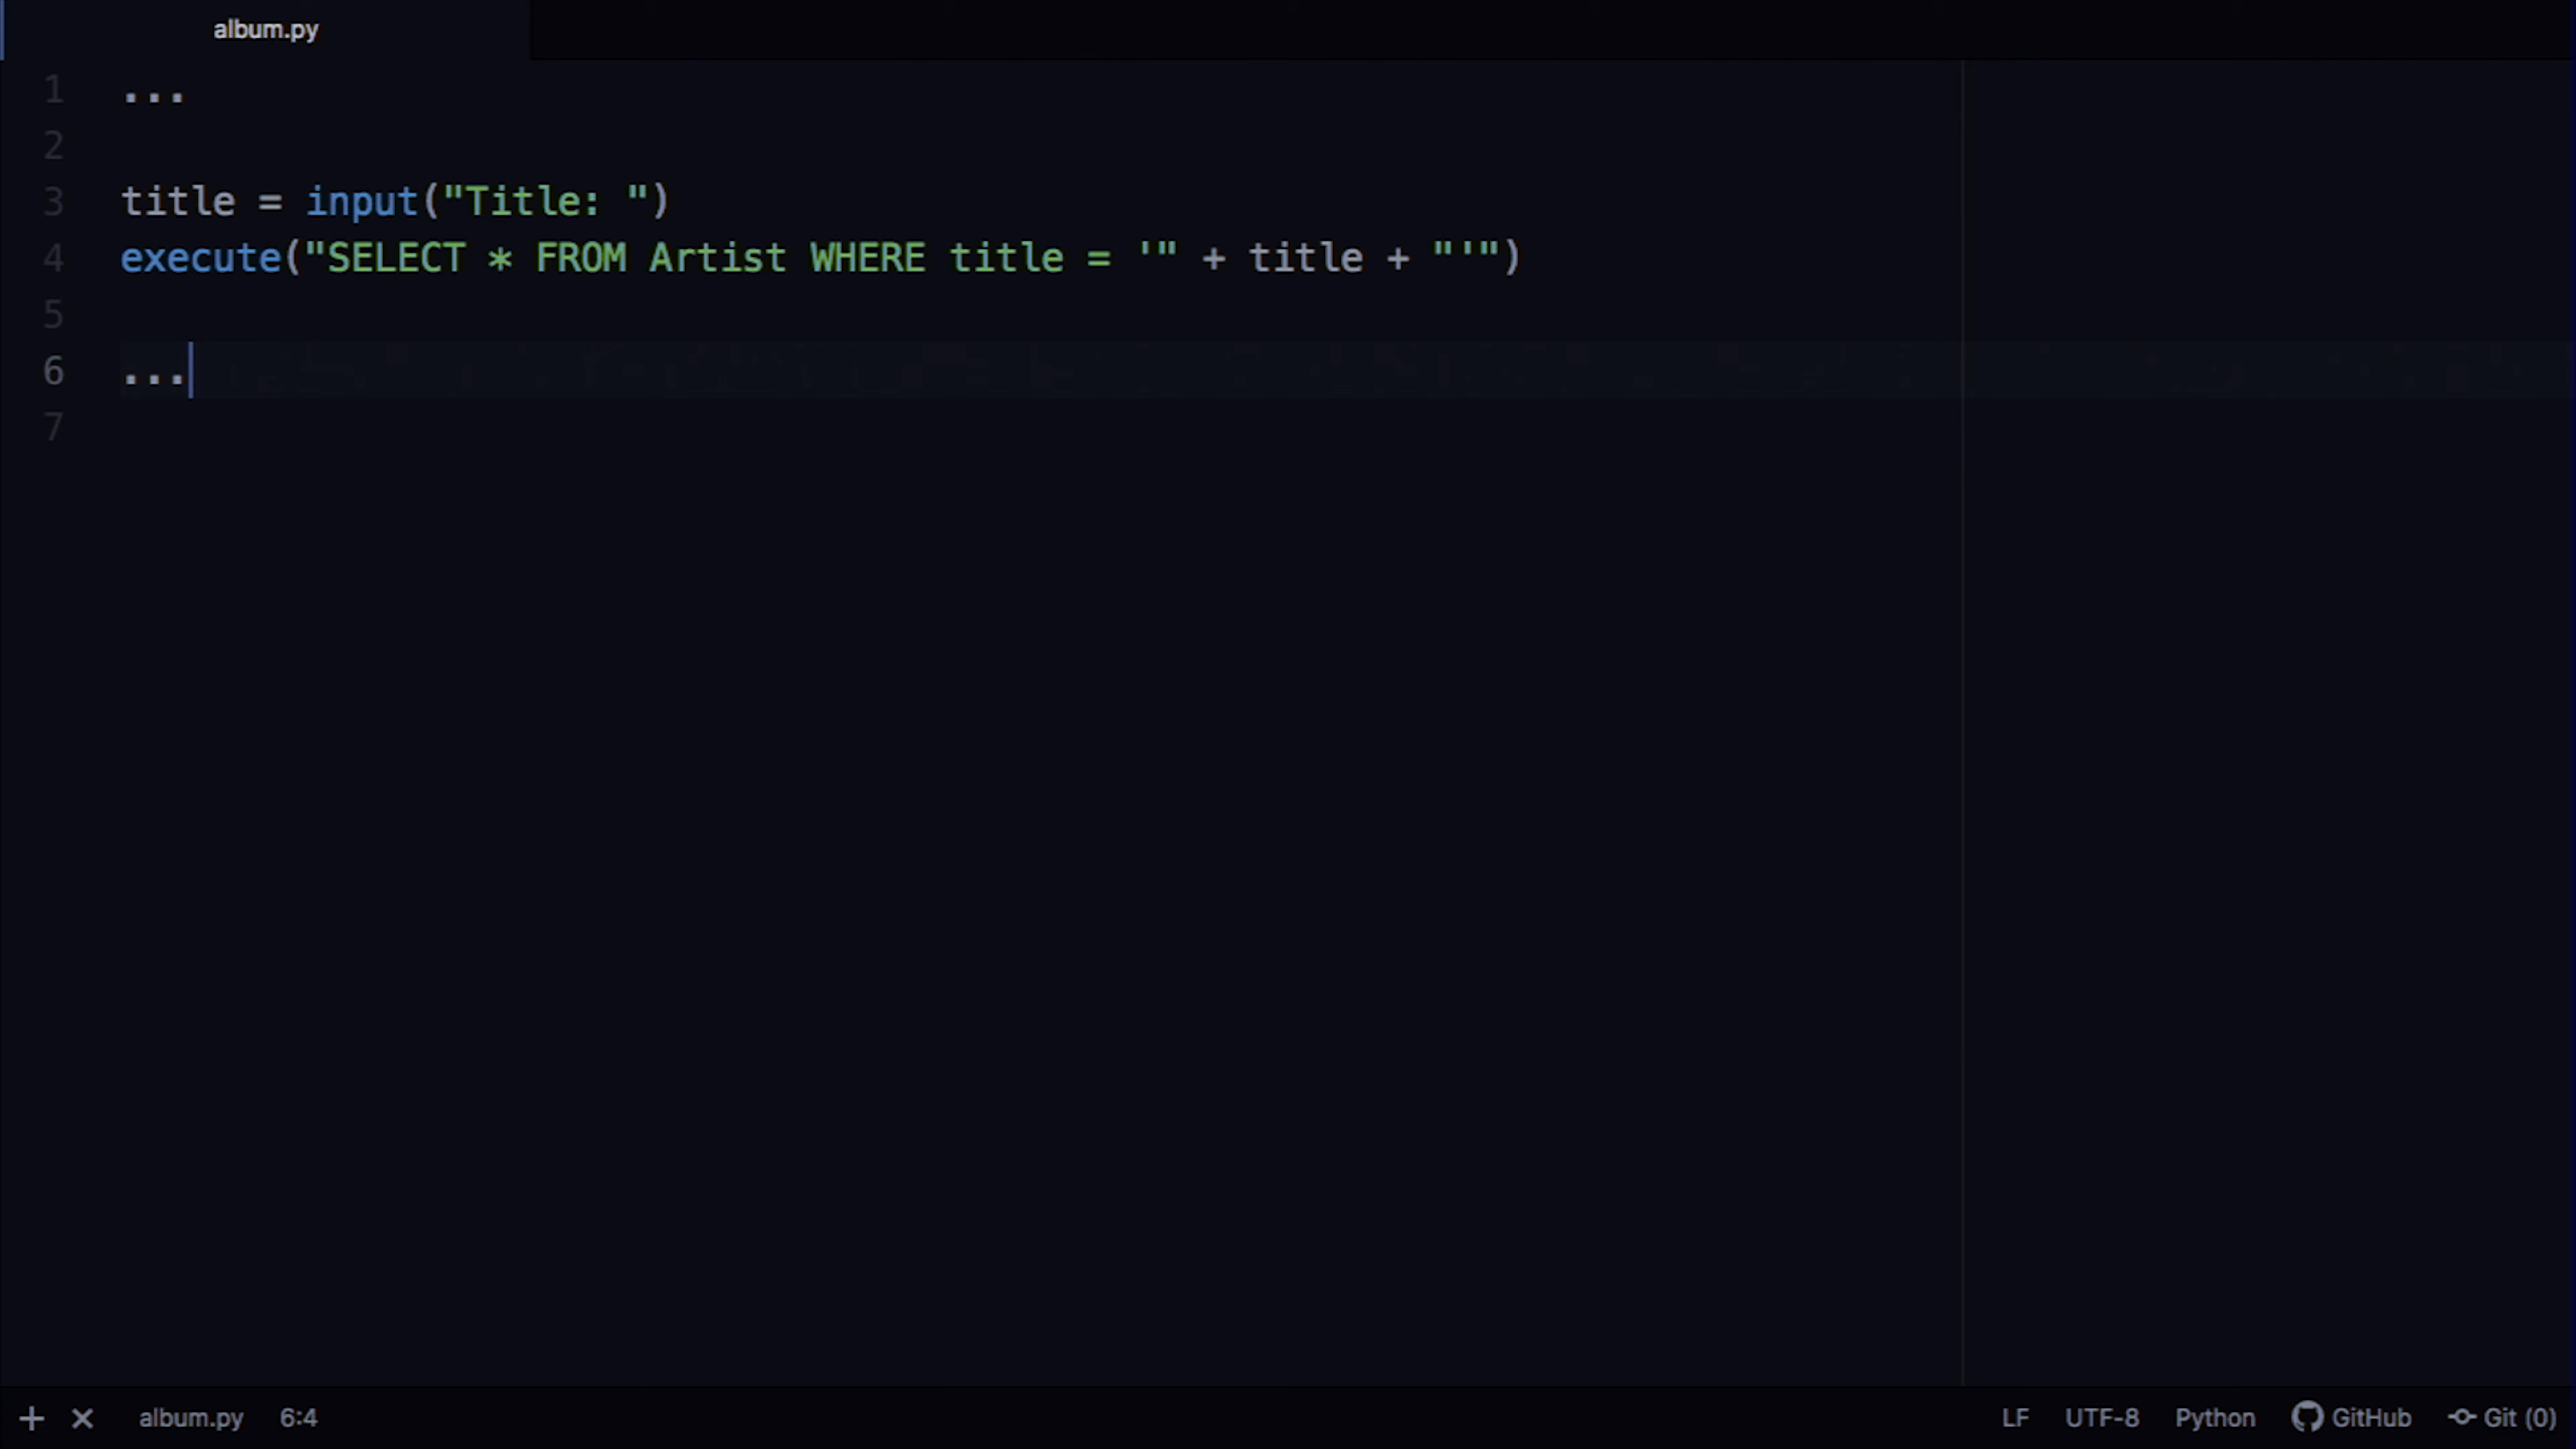 album.py
1 ...
2
3 title = input("Title: ")
4 execute("SELECT * FROM Artist WHERE title = '" + title + "'")
5
6 ...
7
+ × album.py 6:4 LF UTF-8 Python GitHub Git (0)